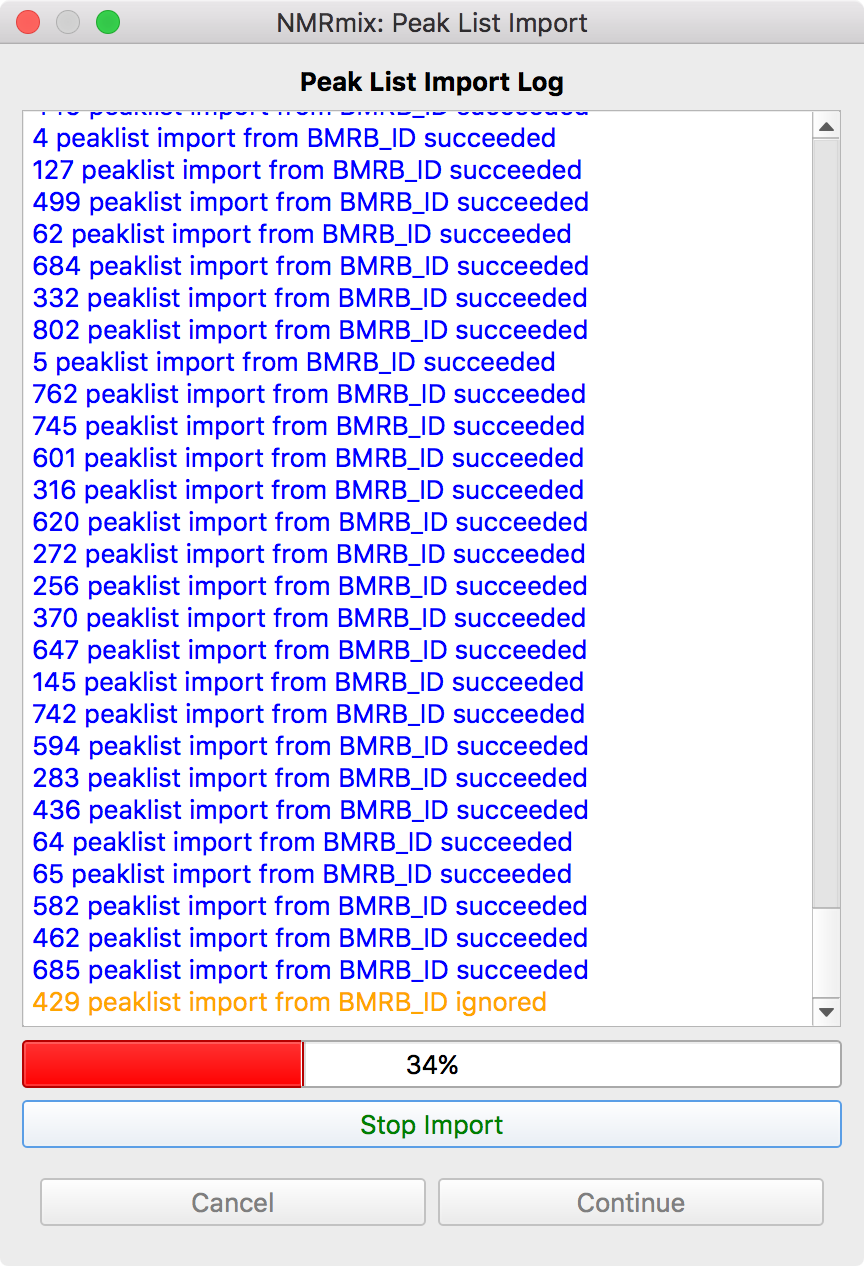 NMRmix: Peak List Import
Peak List Import Log
peaklist import from BMRB_ID succeeded
4 peaklist import from BMRB_ID succeeded
127 peaklist import from BMRB_ID succeeded
499 peaklist import from BMRB_ID succeeded
62 peaklist import from BMRB_ID succeeded
684 peaklist import from BMRB_ID succeeded
332 peaklist import from BMRB_ID succeeded
802 peaklist import from BMRB_ID succeeded
5 peaklist import from BMRB_ID succeeded
762 peaklist import from BMRB_ID succeeded
745 peaklist import from BMRB_ID succeeded
601 peaklist import from BMRB_ID succeeded
316 peaklist import from BMRB_ID succeeded
620 peaklist import from BMRB_ID succeeded
272 peaklist import from BMRB_ID succeeded
256 peaklist import from BMRB_ID succeeded
370 peaklist import from BMRB_ID succeeded
647 peaklist import from BMRB_ID succeeded
145 peaklist import from BMRB_ID succeeded
742 peaklist import from BMRB_ID succeeded
594 peaklist import from BMRB_ID succeeded
283 peaklist import from BMRB_ID succeeded
436 peaklist import from BMRB_ID succeeded
64 peaklist import from BMRB_ID succeeded
65 peaklist import from BMRB_ID succeeded
582 peaklist import from BMRB_ID succeeded
462 peaklist import from BMRB_ID succeeded
685 peaklist import from BMRB_ID succeeded
429 peaklist import from BMRB_ID ignored
34%
Stop Import
Cancel
Continue